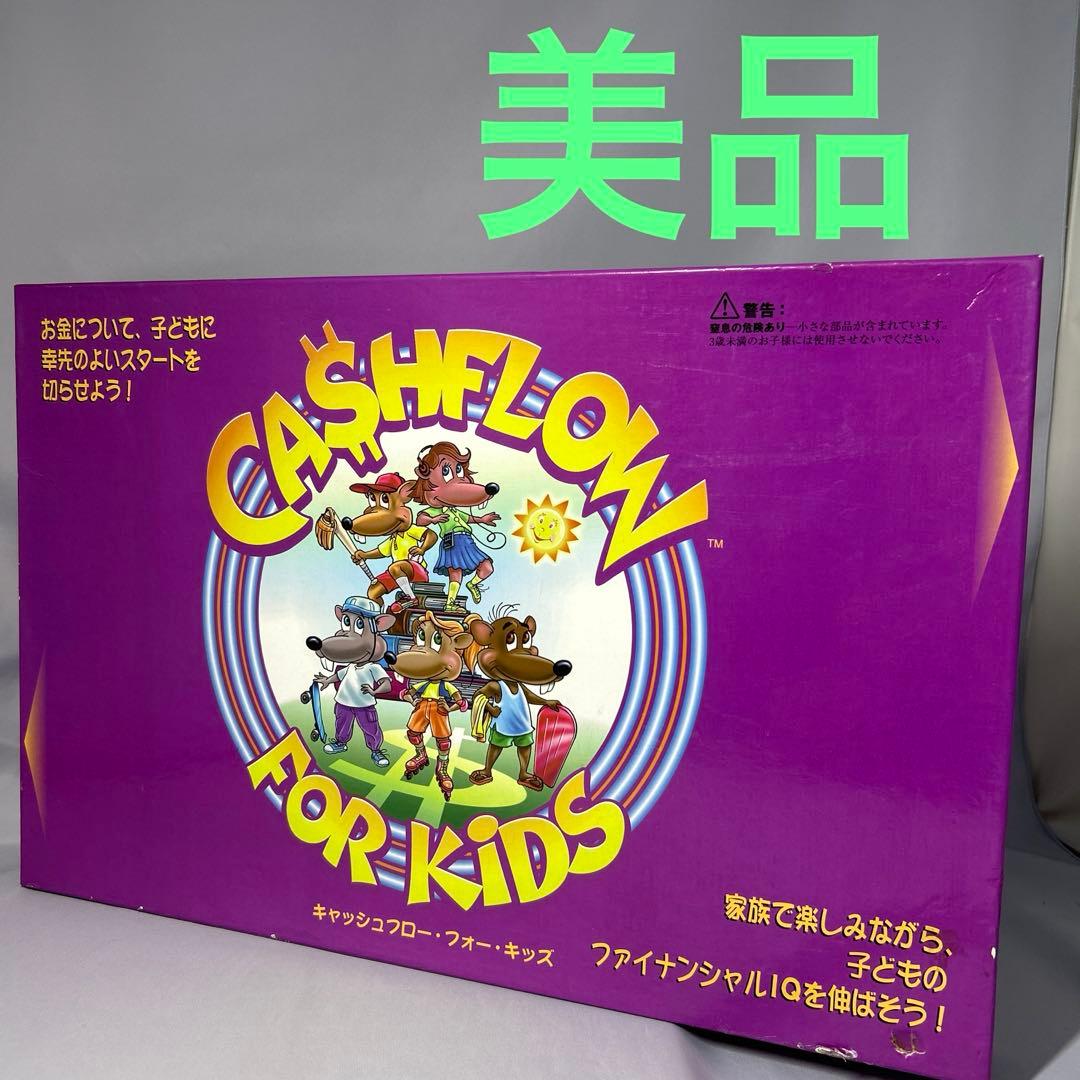 美品
お金について、子どもに
幸先のよいスタートを
切らせよう!
警告:
窒息の危険あり—小さな部品が含まれています。
3歳未満のお子様には使用させないでください。
CA$HFLOW
TM
FOR KiDS
キャッシュフロー・フォー・キッズ
家族で楽しみながら、
子どもの
ファイナンシャルIQを伸ばそう!